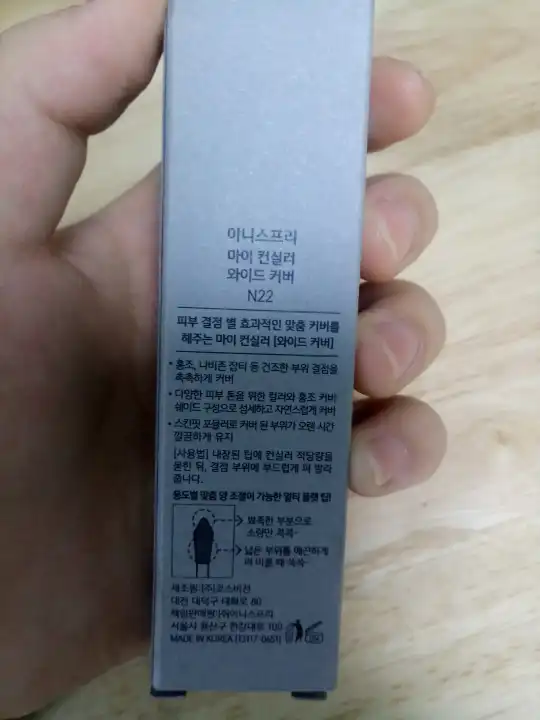 이니스프리
마이 컨실러
와이드 커버
N22
피부 결점 별 효과적인 맞춤 커버를
해주는 마이 컨실러 [와이드 커버]
• 홍조, 나비존 잡티 등 건조한 부위 결점을
촉촉하게 커버
• 다양한 피부 톤을 위한 컬러와 홍조 커버
쉐이드 구성으로 섬세하고 자연스럽게 커버
• 스킨핏 포뮬러로 커버 된 부위가 오랜 시간
깔끔하게 유지
[사용법] 내장된 팁에 컨실러 적당량을
묻힌 뒤, 결점 부위에 부드럽게 펴 발라
줍니다.
용도별 맞춤 양 조절이 가능한 멀티 플랫 팁!
뾰족한 부분으로
소량만 콕콕~
넓은 부위를 매끈하게
펴 바를 때 쓱쓱~
제조원:(주)코스비전
대전 대덕구 대화로 80
책임판매원:㈜이니스프리
서울시 용산구 한강대로 100
MADE IN KOREA